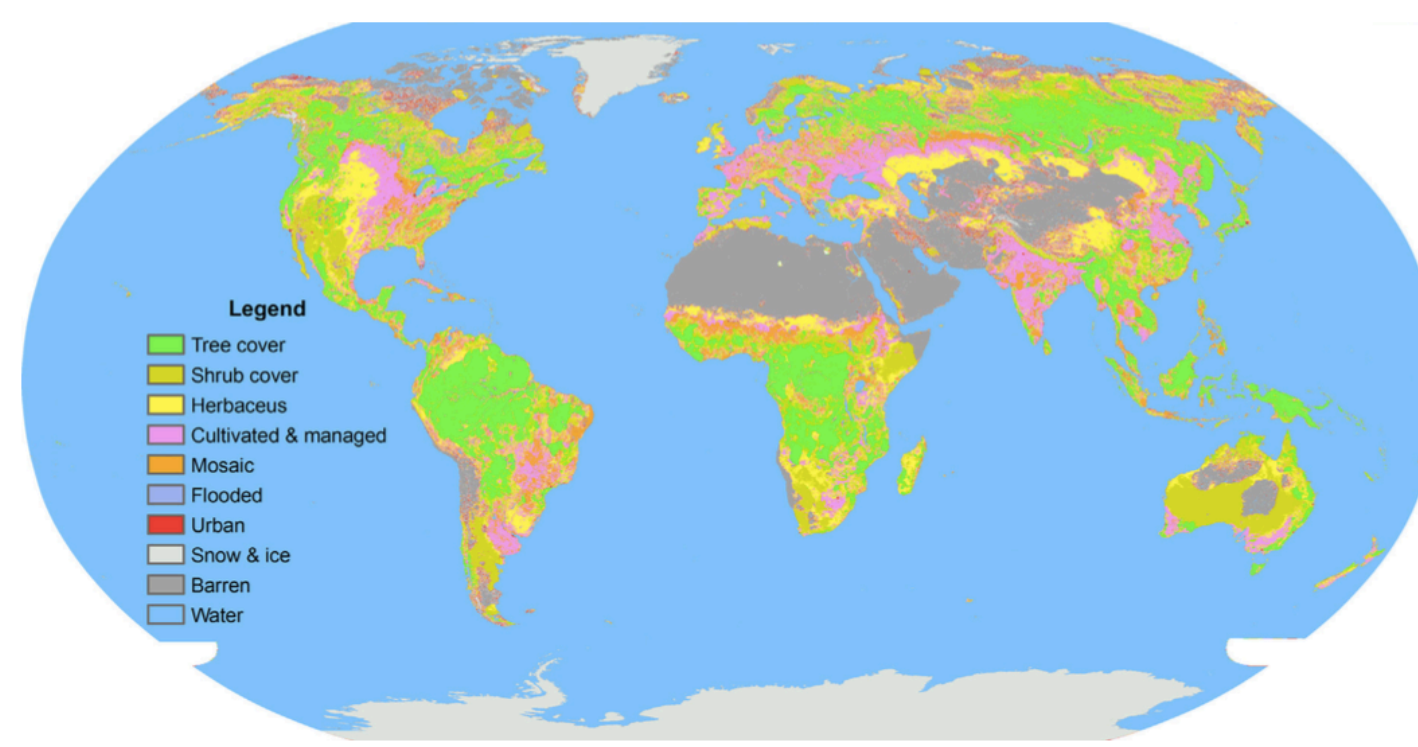 Legend
Tree cover
Shrub cover
Herbaceus
Cultivated & managed
Mosaic
Flooded
Urban
Snow & ice
Barren
Water